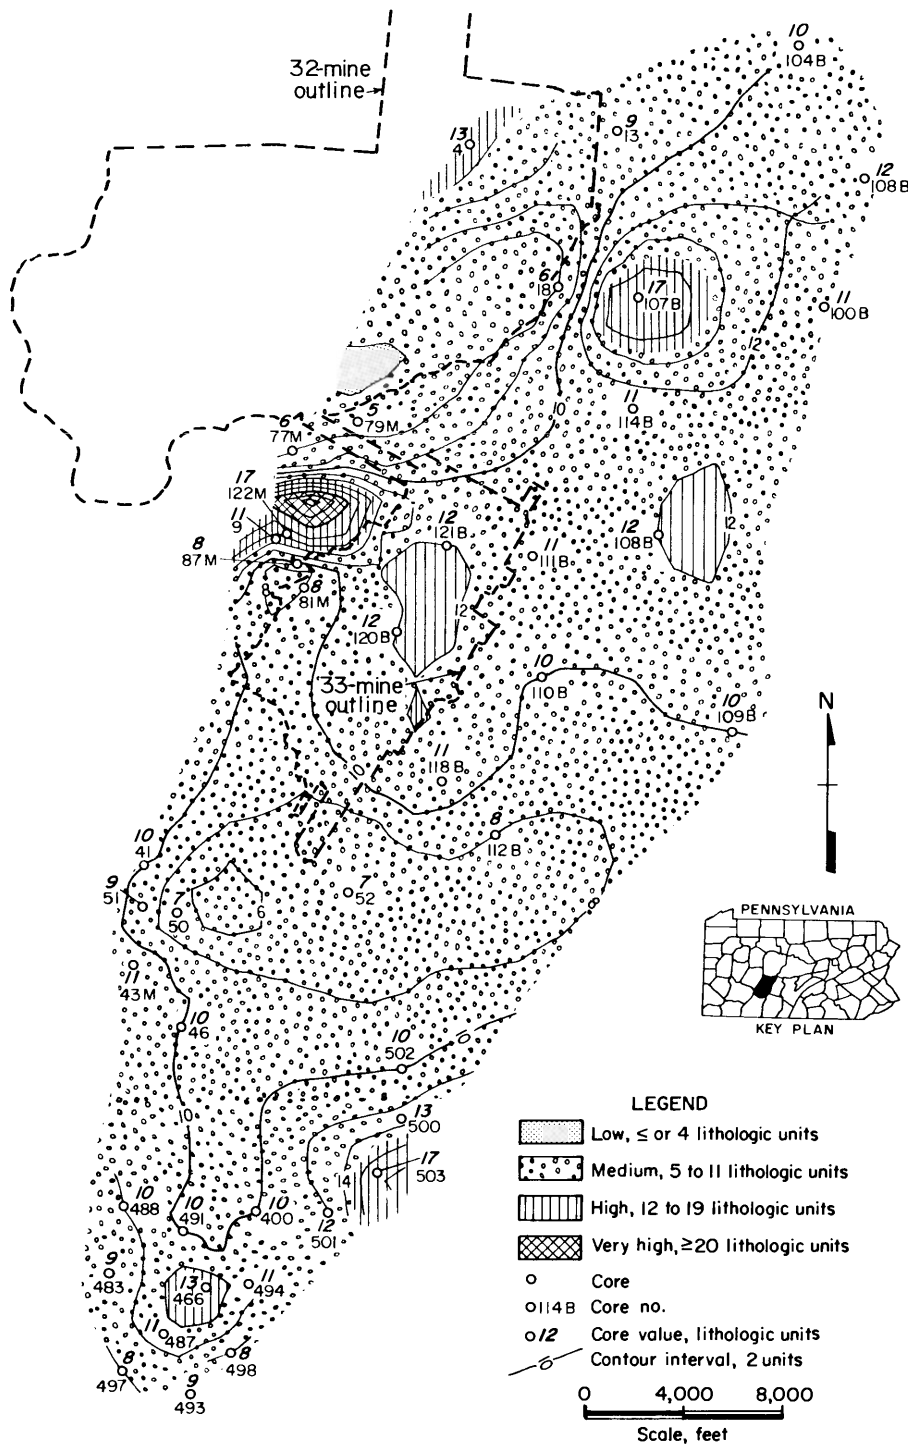 10
104B
32-mine
outline
9
13
13
4
12
108B
6
18
17
107B
11
100B
12
10
11
114B
5
79M
6
77M
17
122M
11
9
8
87M
12
121B
11
111B
12
108B
12
8
81M
12
12
120B
33-mine
outline
10
110B
10
109B
11
118B
10
8
112B
10
41
9
51
7
50
6
7
52
11
43M
10
46
10
502
10
10
13
500
17
503
14
10
488
10
491
10
400
12
501
9
483
13
466
11
494
11
487
8
498
8
497
9
493
N
PENNSYLVANIA
KEY PLAN
LEGEND
Low, ≤ or 4 lithologic units
Medium, 5 to 11 lithologic units
High, 12 to 19 lithologic units
Very high, ≥20 lithologic units
Core
114B Core no.
12 Core value, lithologic units
10 Contour interval, 2 units
0 4,000 8,000
Scale, feet